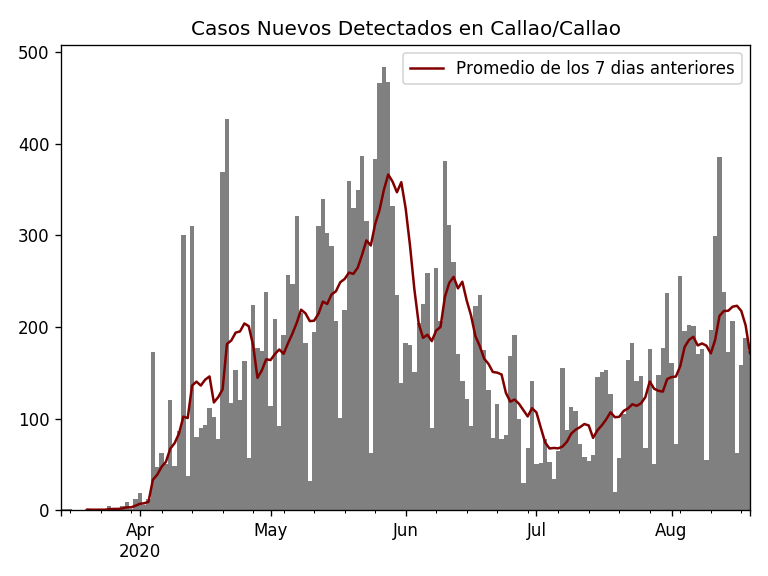 Casos Nuevos Detectados en Callao/Callao
Promedio de los 7 dias anteriores
500
400
300
200
100
0
Apr
2020
May
Jun
Jul
Aug